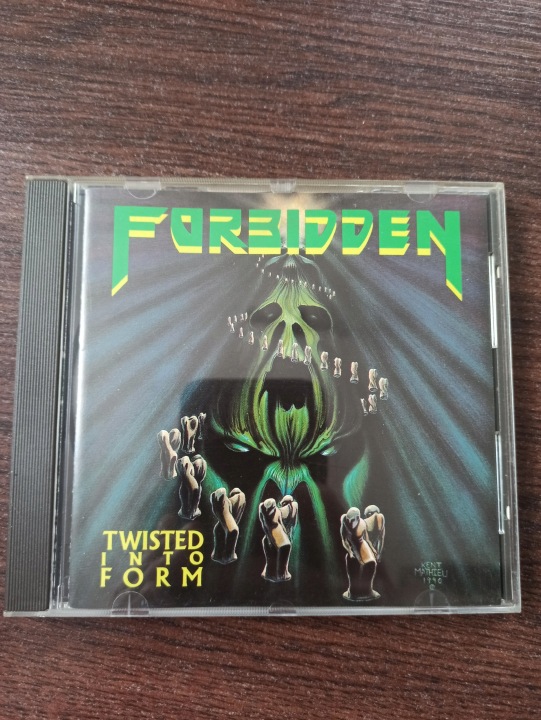 FORBIDDEN
TWISTED
INTO
FORM
KENT
MATHIEU
1990
©